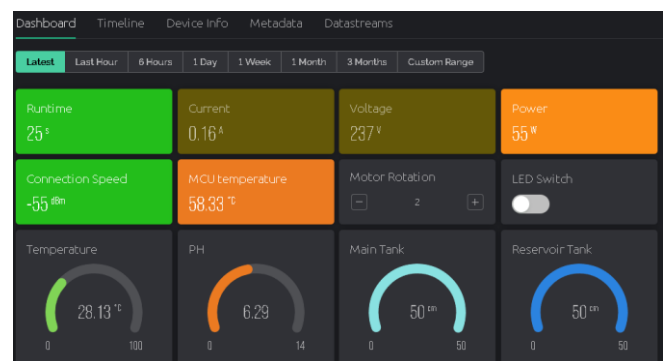 Dashboard Timeline Device Info Metadata Datastreams
Latest Last Hour 6 Hours 1 Day 1 Week 1 Month 3 Months Custom Range
Runtime Current Voltage Power
25 s 0.16 A 237 V 55 W
Connection Speed MCU temperature Motor Rotation LED Switch
-55 dBm 58.33 °C − 2 +
Temperature PH Main Tank Reservoir Tank
28.13 °C 6.29 50 cm 50 cm
0 100 0 14 0 50 0 50